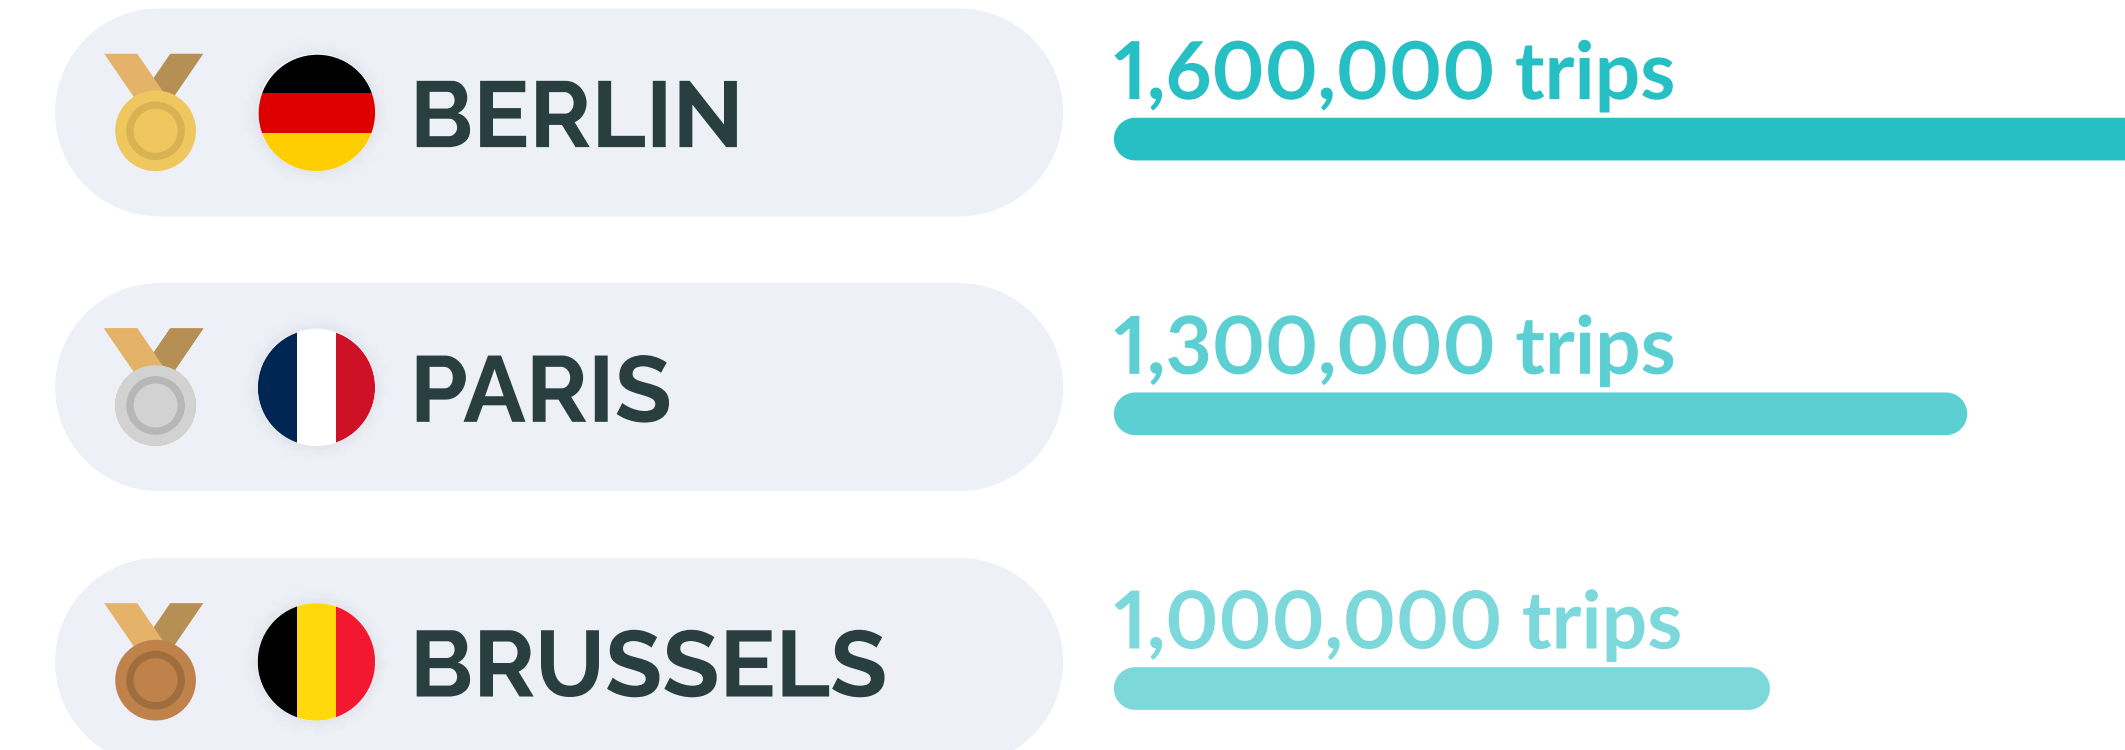 BERLIN
1,600,000 trips
PARIS
1,300,000 trips
BRUSSELS
1,000,000 trips